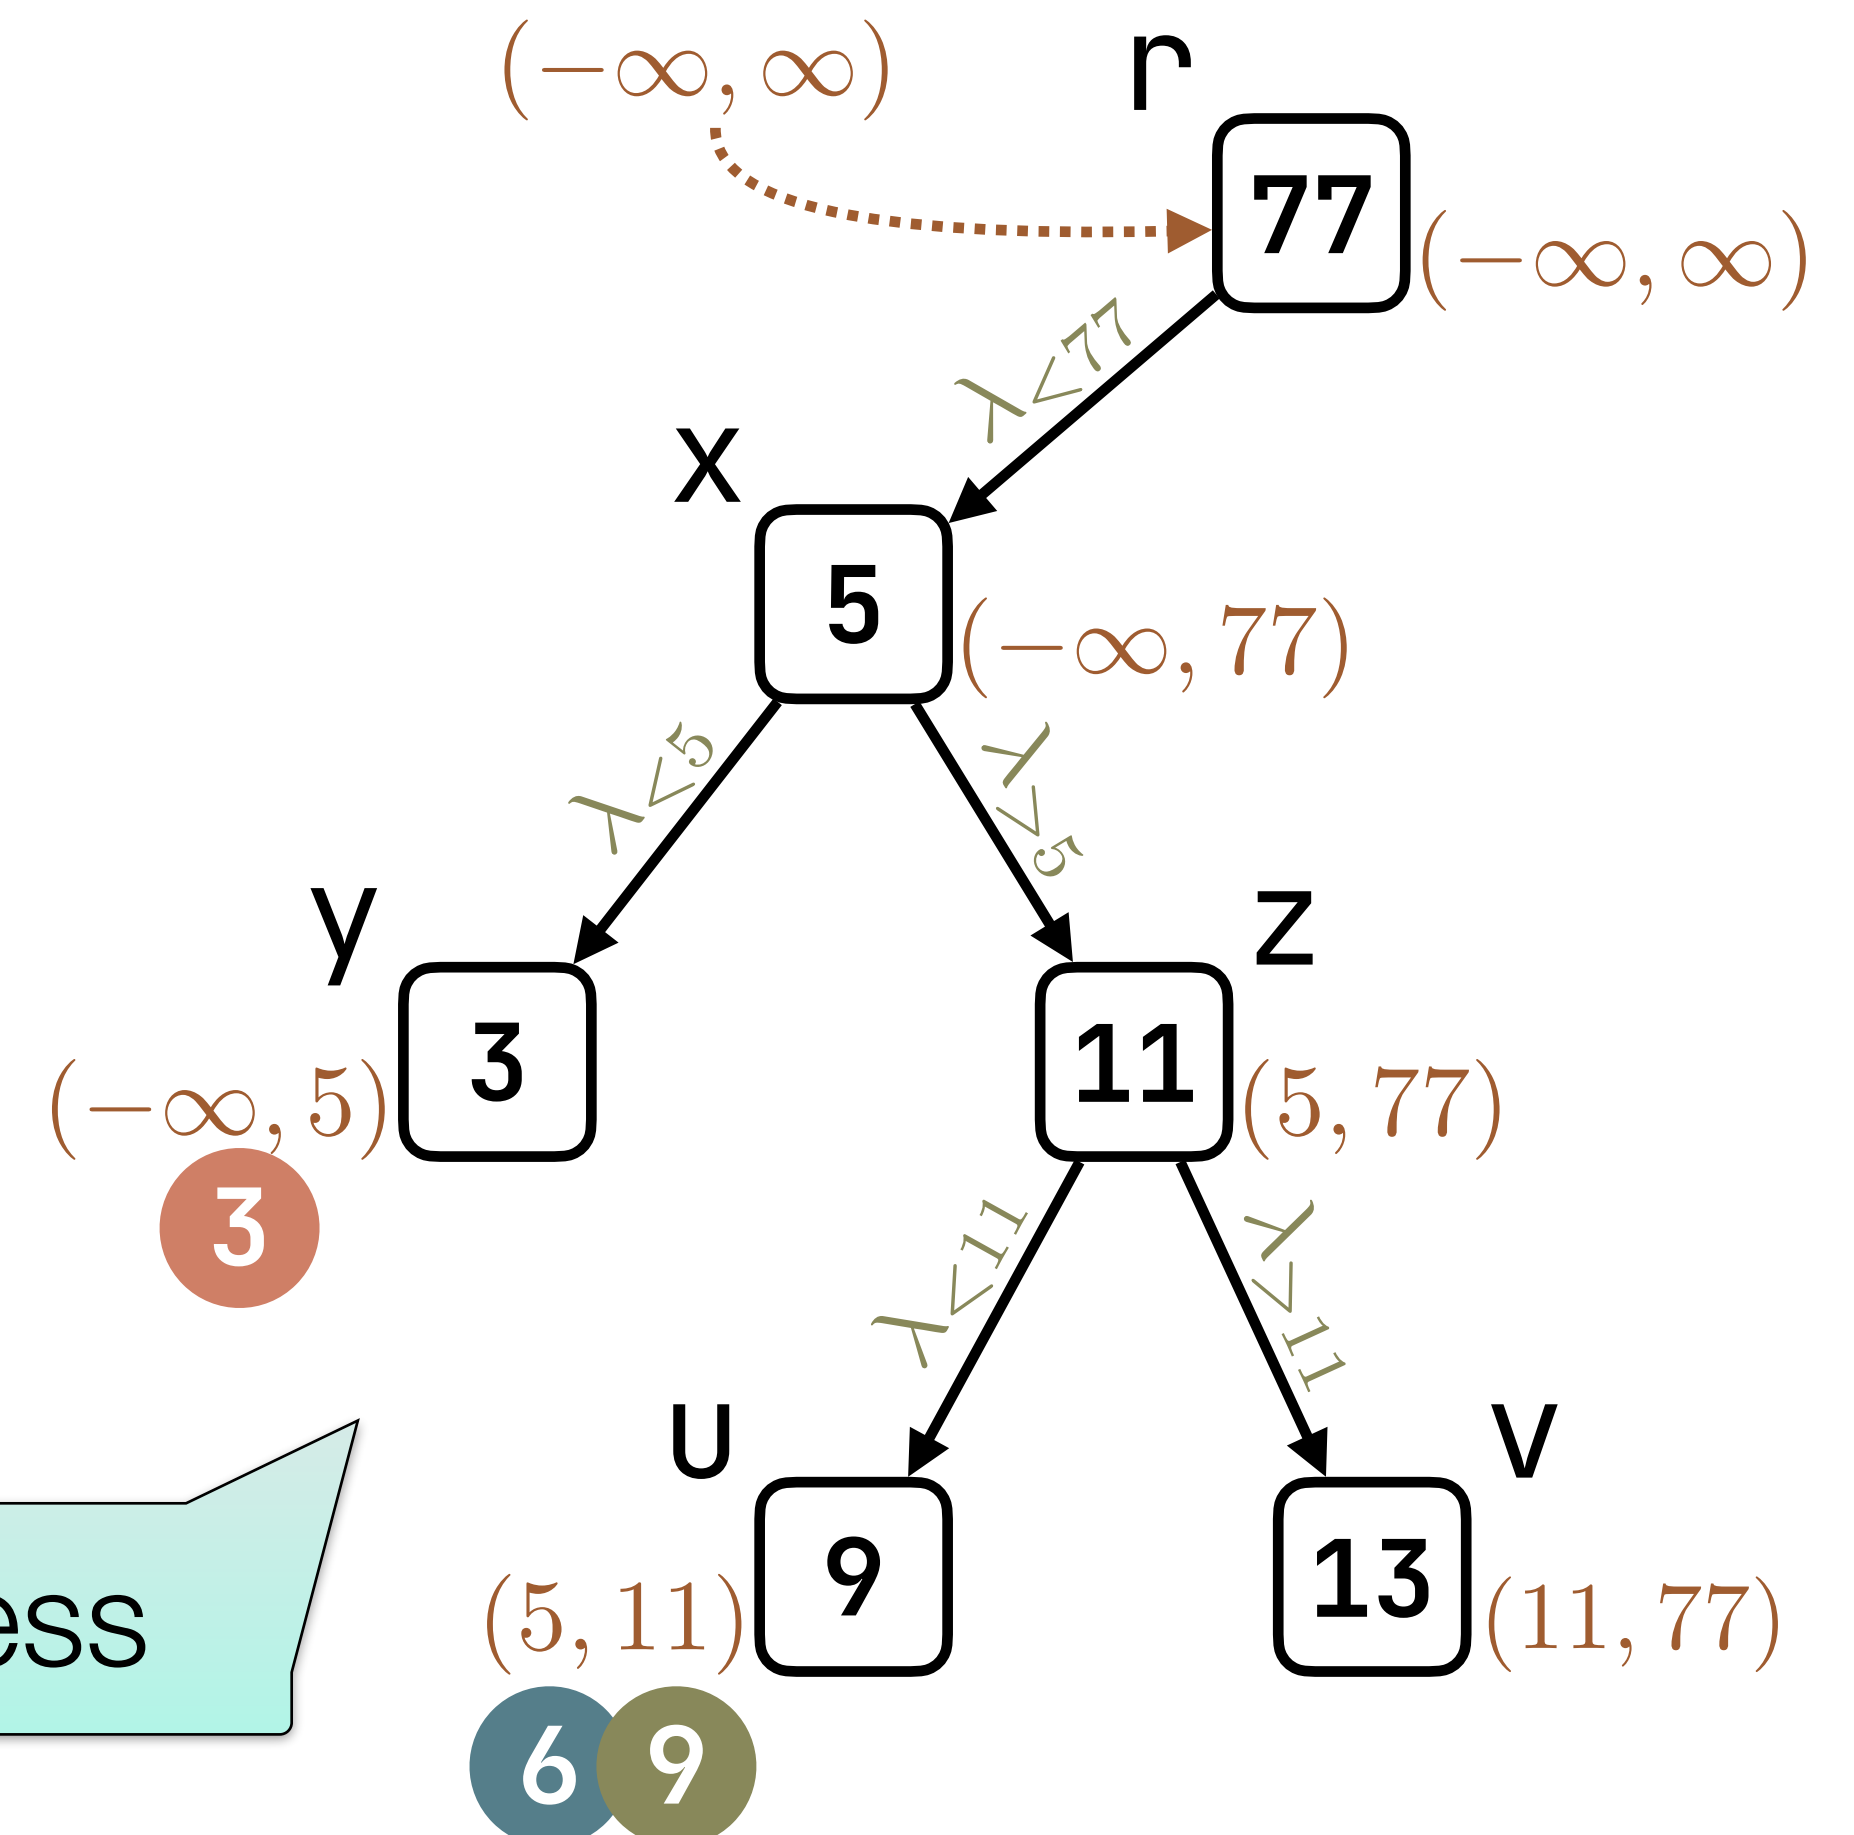 (−∞, ∞)
r
77
(−∞, ∞)
λ<77
x
5
(−∞, 77)
λ<5
λ>5
y
z
3
11
(−∞, 5)
(5, 77)
3
λ<11
λ>11
u
v
9
13
(5, 11)
(11, 77)
ess
6
9